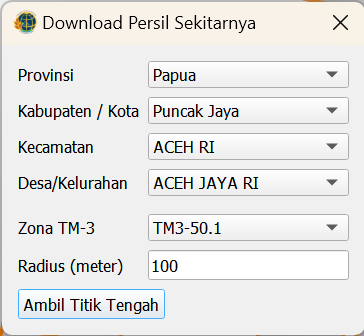 Download Persil Sekitarnya
Provinsi Papua
Kabupaten / Kota Puncak Jaya
Kecamatan ACEH RI
Desa/Kelurahan ACEH JAYA RI
Zona TM-3 TM3-50.1
Radius (meter) 100
Ambil Titik Tengah